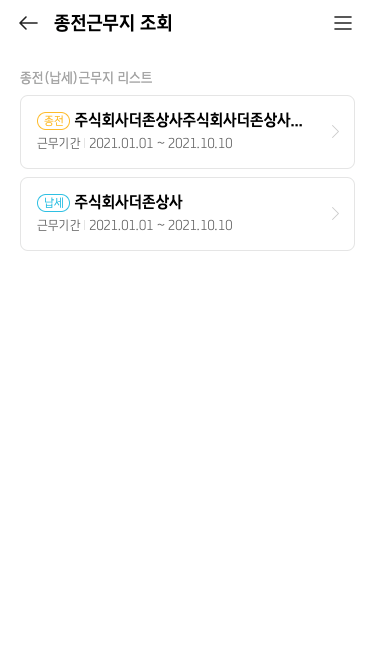 종전근무지 조회
종전(납세)근무지 리스트
종전 주식회사더존상사주식회사더존상사...
근무기간 2021.01.01 ~ 2021.10.10
납세 주식회사더존상사
근무기간 2021.01.01 ~ 2021.10.10